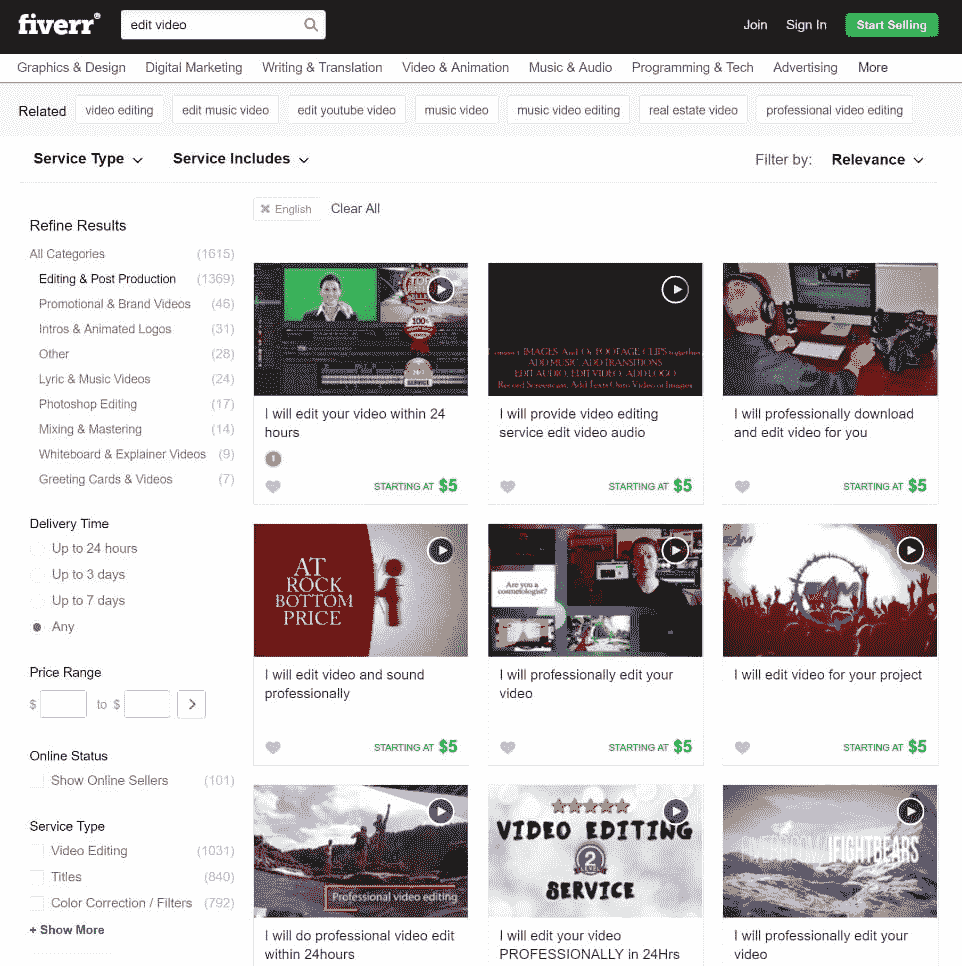 fiverr®
edit video
Join Sign In Start Selling
Graphics & Design Digital Marketing Writing & Translation Video & Animation Music & Audio Programming & Tech Advertising More
Related video editing edit music video edit youtube video music video music video editing real estate video professional video editing
Service Type Service Includes Filter by: Relevance
English Clear All
Refine Results
All Categories (1615)
Editing & Post Production (1369)
Promotional & Brand Videos (46)
Intros & Animated Logos (31)
Other (28)
Lyric & Music Videos (24)
Photoshop Editing (17)
Mixing & Mastering (14)
Whiteboard & Explainer Videos (9)
Greeting Cards & Videos (7)
Delivery Time
Up to 24 hours
Up to 3 days
Up to 7 days
Any
Price Range
$ to $
Online Status
Show Online Sellers (101)
Service Type
Video Editing (1031)
Titles (840)
Color Correction / Filters (792)
+ Show More
100%
SERVICE
I will edit your video within 24
hours
STARTING AT $5
IMAGES And Or FOOTAGE CLIPS together,
ADD MUSIC, ADD TRANSITIONS
EDIT AUDIO, EDIT VIDEO, ADD LOGO
Record Screencast, Add Texts Onto Video or Images
I will provide video editing
service edit video audio
STARTING AT $5
I will professionally download
and edit video for you
STARTING AT $5
AT
ROCK
BOTTOM
PRICE
I will edit video and sound
professionally
STARTING AT $5
Are you a
cosmetologist?
I will professionally edit your
video
STARTING AT $5
I will edit video for your project
STARTING AT $5
Professional video editing
I will do professional video edit
within 24hours
VIDEO EDITING
2
SERVICE
I will edit your video
PROFESSIONALLY in 24Hrs
IFIGHTBEARS
I will professionally edit your
video